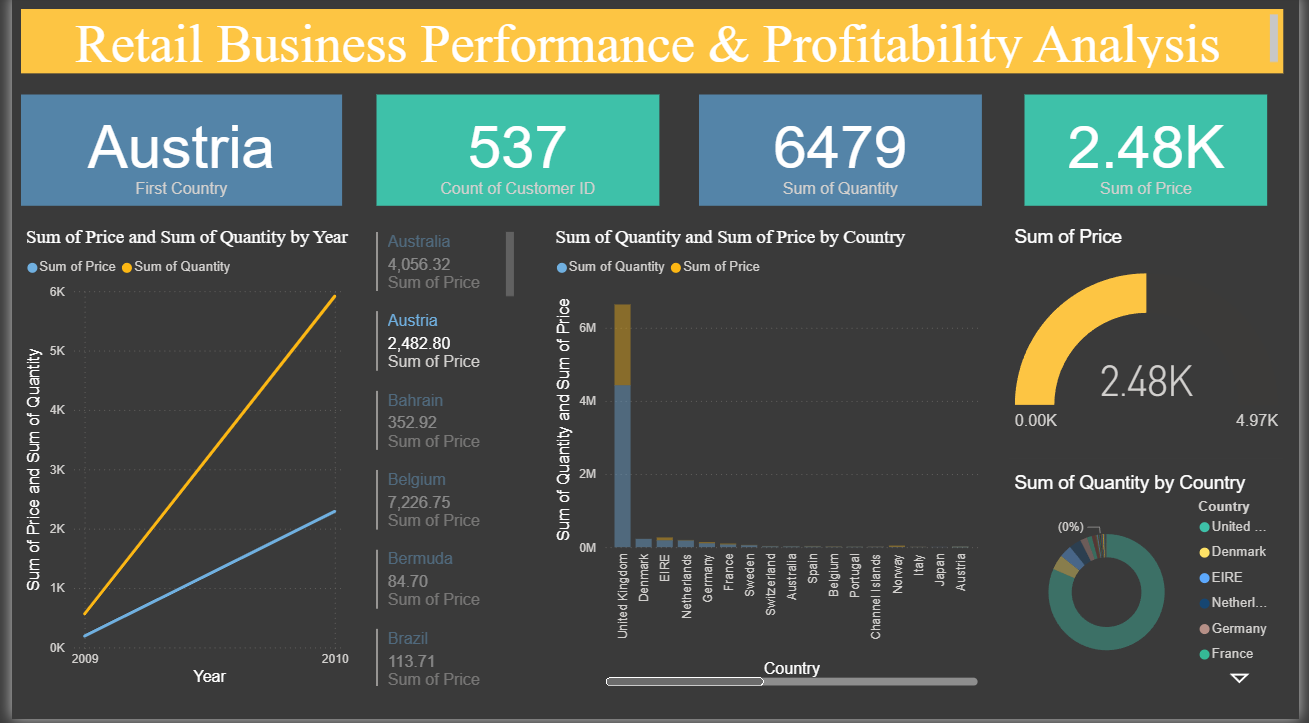 Retail Business Performance & Profitability Analysis
Austria
First Country
537
Count of Customer ID
6479
Sum of Quantity
2.48K
Sum of Price
Sum of Price and Sum of Quantity by Year
Sum of Price
Sum of Quantity
Sum of Price and Sum of Quantity
6K
5K
4K
3K
2K
1K
0K
2009
2010
Year
Australia
4,056.32
Sum of Price
Austria
2,482.80
Sum of Price
Bahrain
352.92
Sum of Price
Belgium
7,226.75
Sum of Price
Bermuda
84.70
Sum of Price
Brazil
113.71
Sum of Price
Sum of Quantity and Sum of Price by Country
Sum of Quantity
Sum of Price
Sum of Quantity and Sum of Price
6M
4M
2M
0M
United Kingdom
Denmark
EIRE
Netherlands
Germany
France
Sweden
Switzerland
Australia
Spain
Belgium
Portugal
Channel Islands
Norway
Italy
Japan
Austria
Country
Sum of Price
2.48K
0.00K
4.97K
Sum of Quantity by Country
(0%)
Country
United ...
Denmark
EIRE
Netherl...
Germany
France